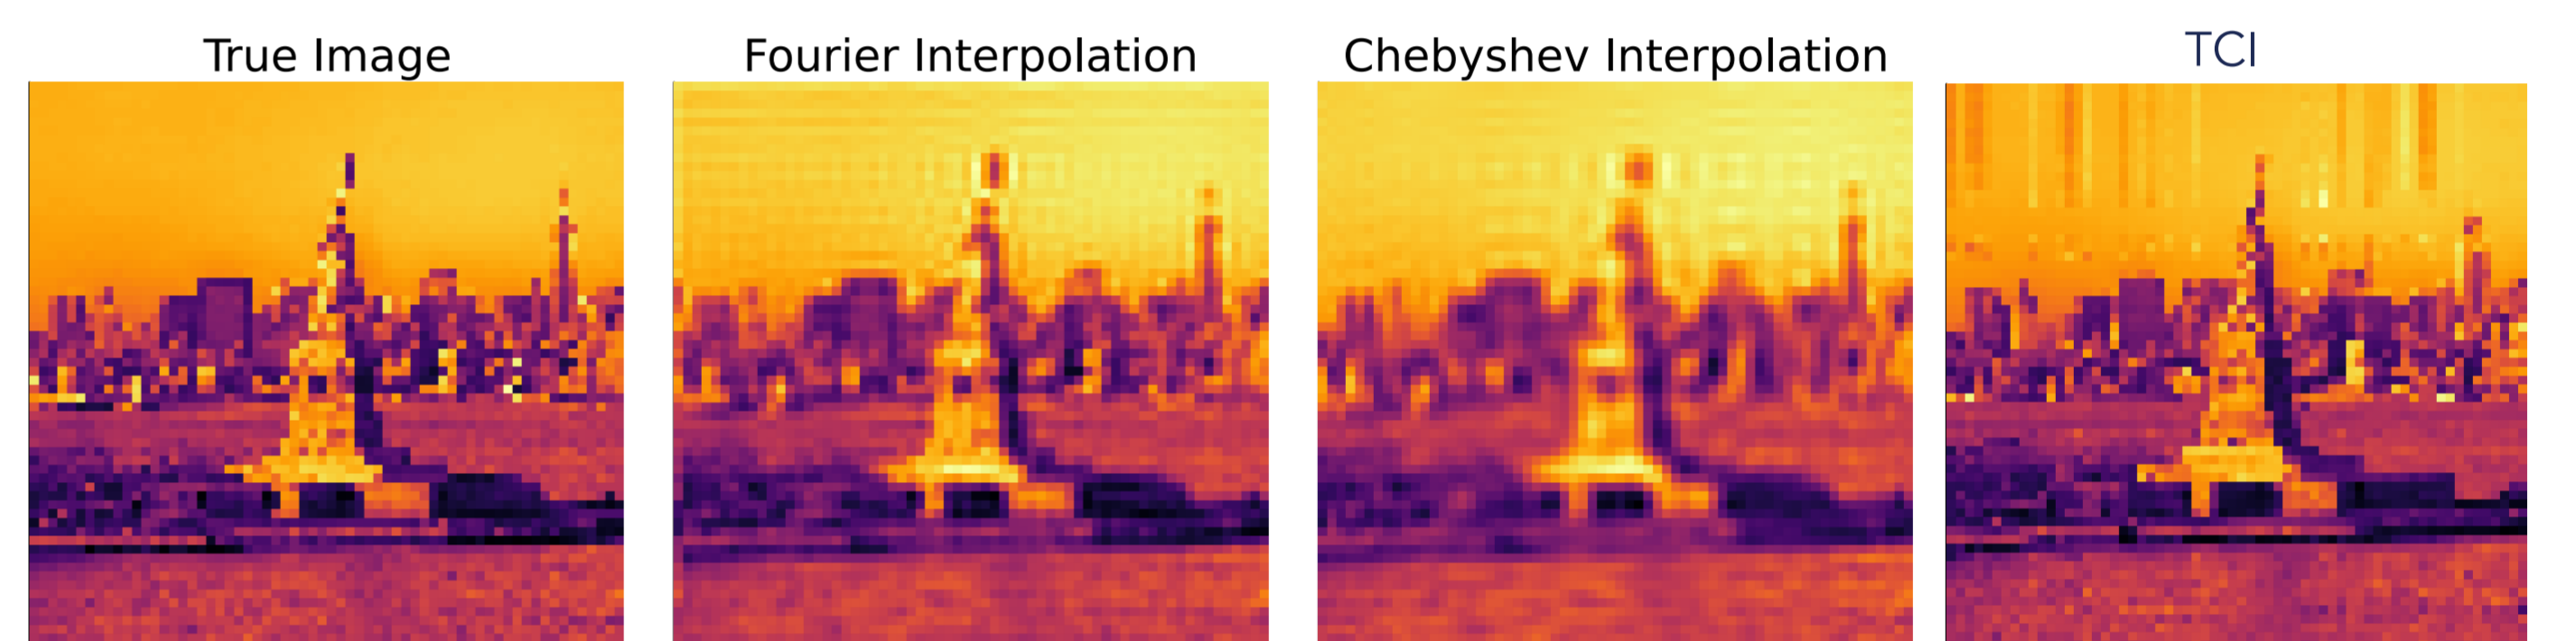 True Image
Fourier Interpolation
Chebyshev Interpolation
TCI